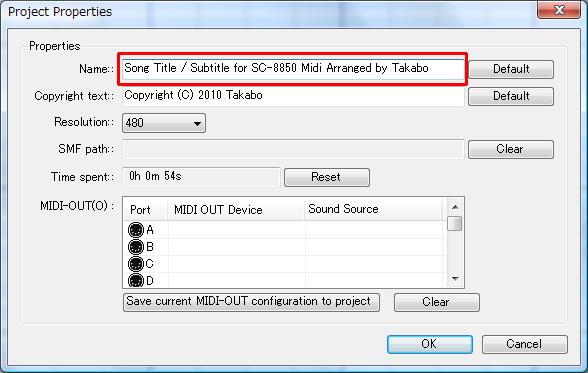 Project Properties
Properties
Name:: Song Title / Subtitle for SC-8850 Midi Arranged by Takabo Default
Copyright text:: Copyright (C) 2010 Takabo Default
Resolution:: 480
SMF path:: Clear
Time spent:: 0h 0m 54s Reset
MIDI-OUT(O) : Port MIDI OUT Device Sound Source
A
B
C
D
Save current MIDI-OUT configuration to project Clear
OK Cancel